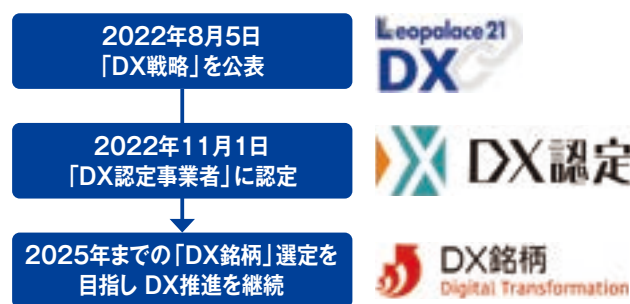 2022年8月5日
「DX戦略」を公表
Leopalace21
DX
2022年11月1日
「DX認定事業者」に認定
DX認定
2025年までの「DX銘柄」選定を
目指し DX推進を継続
DX銘柄
Digital Transformation